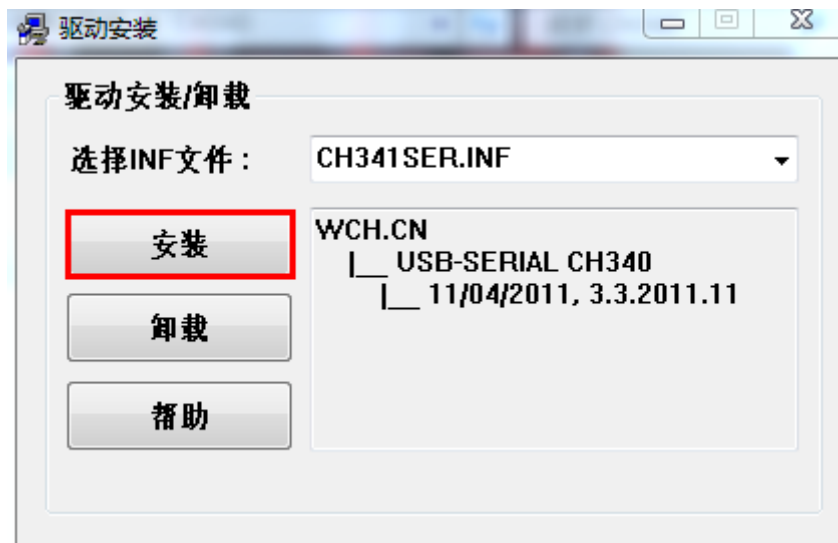 驱动安装
驱动安装/卸载
选择INF文件：
CH341SER.INF
安装
WCH.CN
|__ USB-SERIAL CH340
|__ 11/04/2011, 3.3.2011.11
卸载
帮助